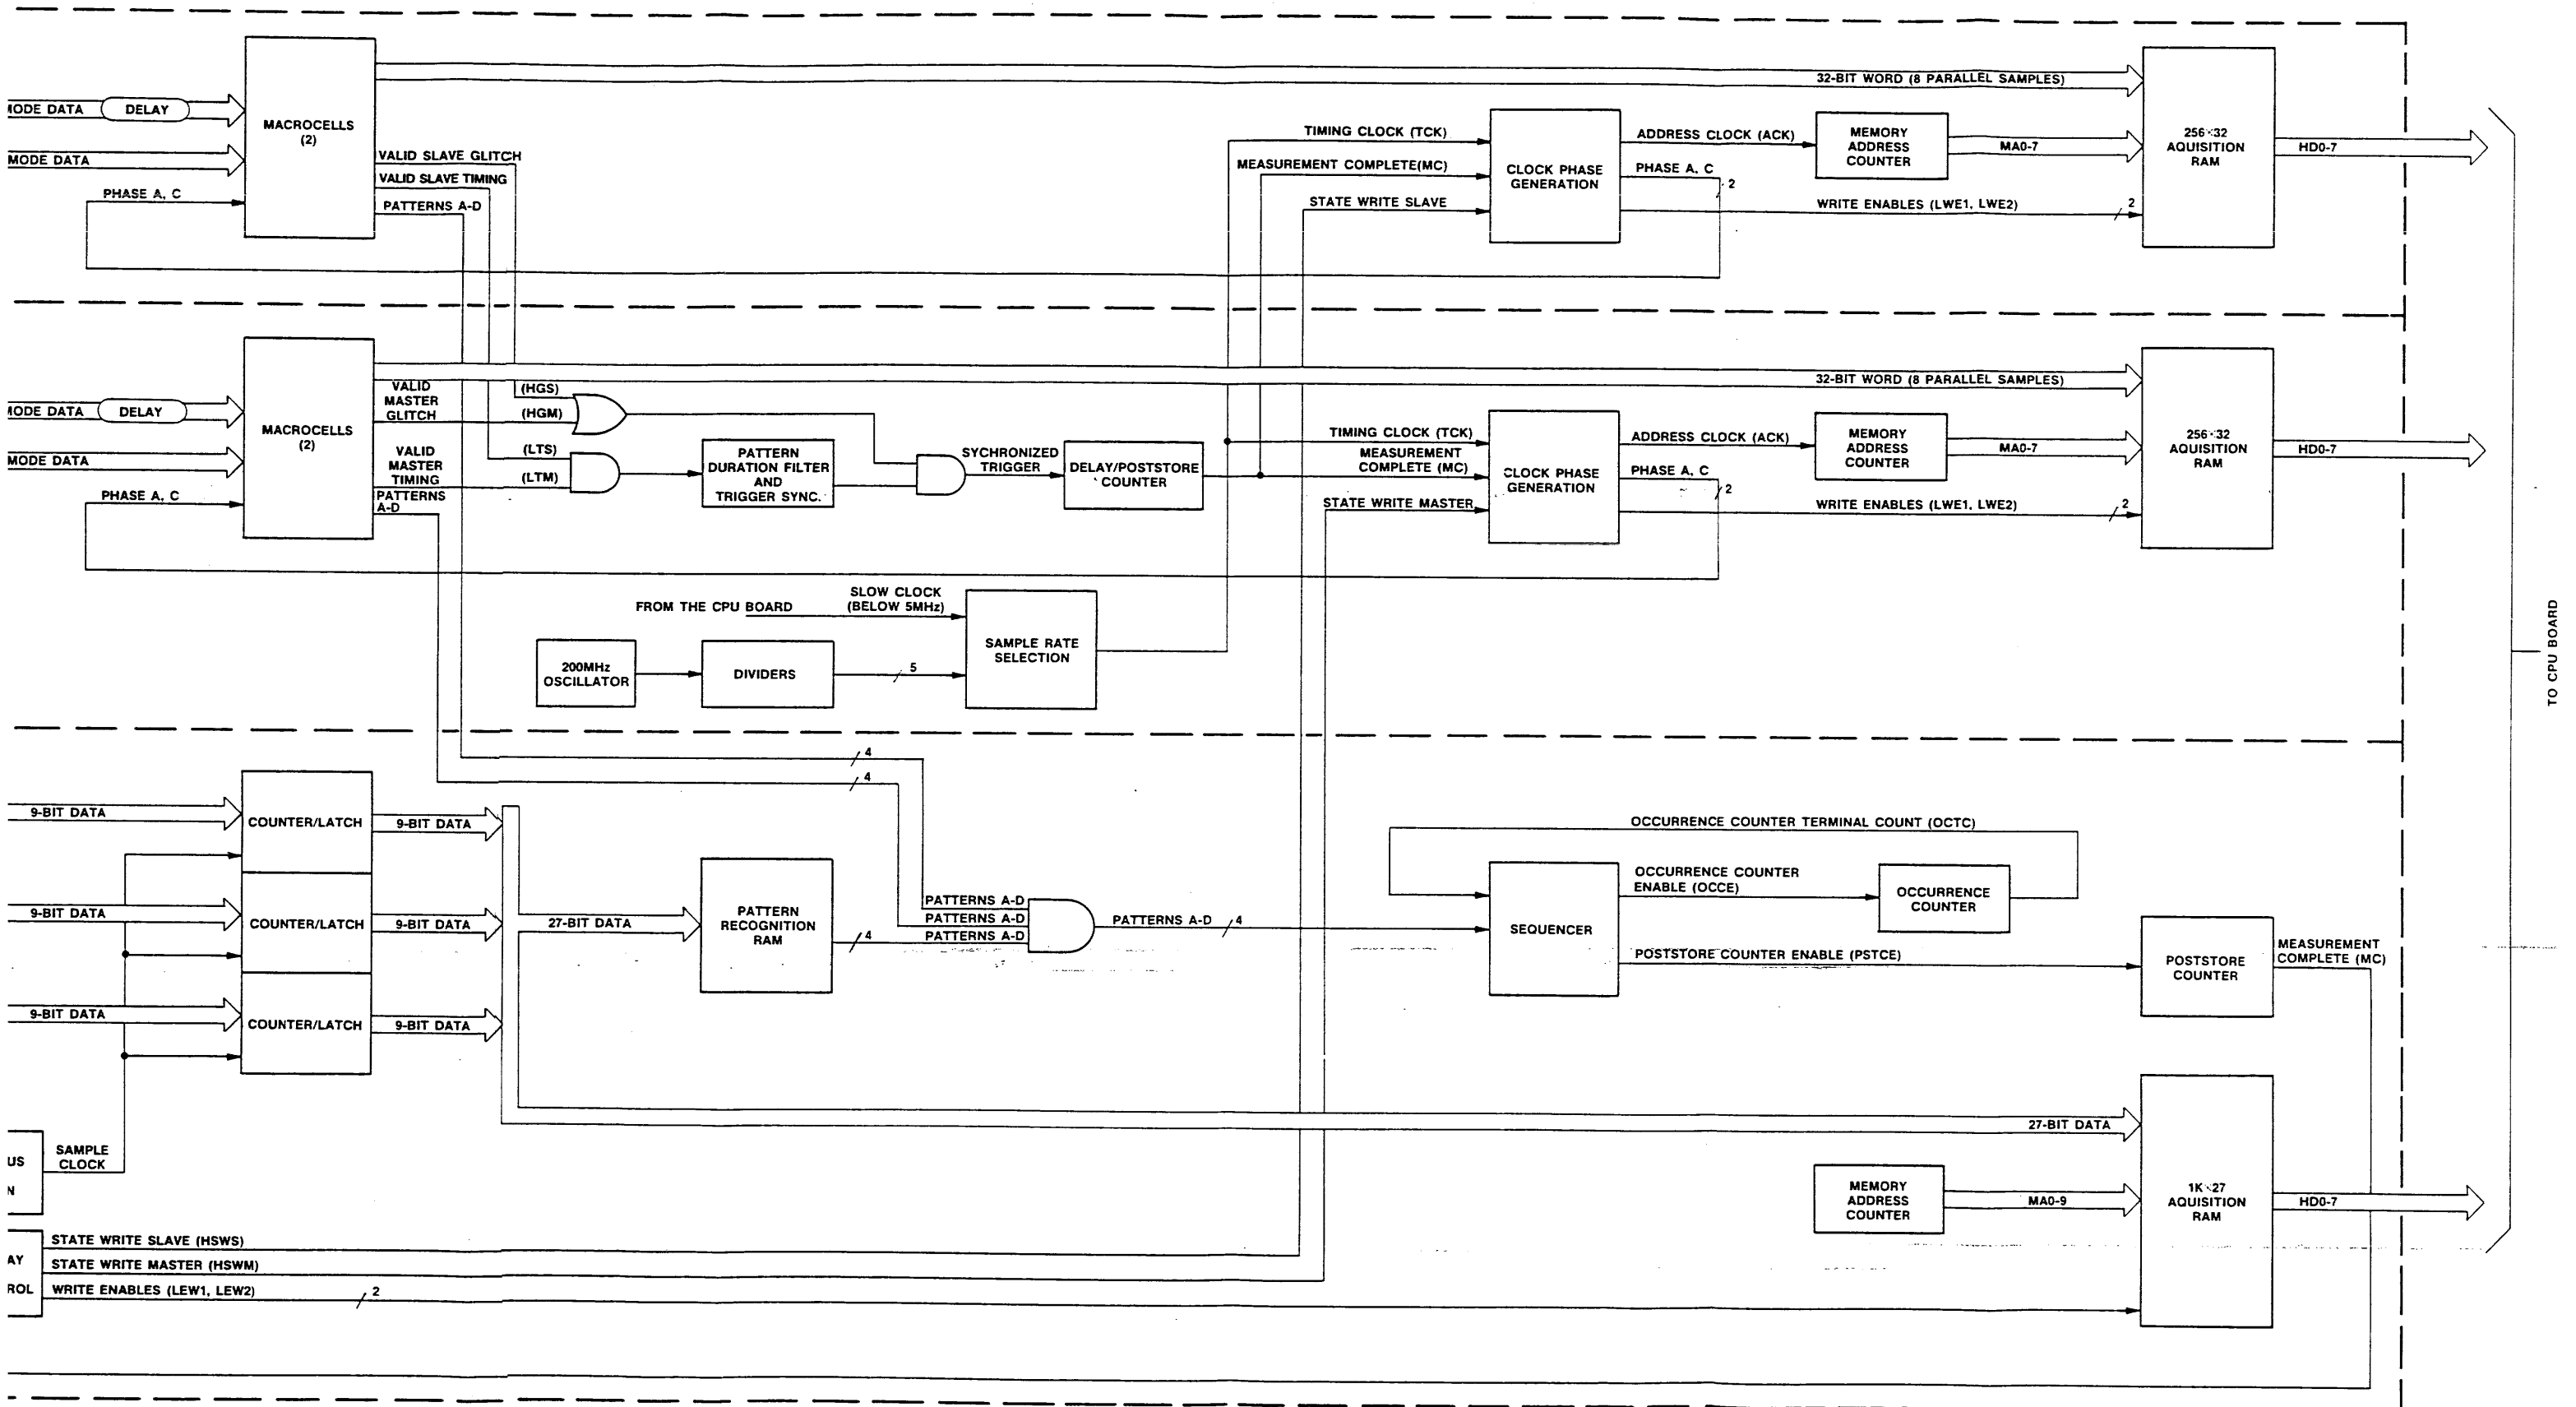 32-BIT WORD (8 PARALLEL SAMPLES)
MODE DATA
DELAY
MACROCELLS
(2)
MODE DATA
PHASE A, C
VALID SLAVE GLITCH
VALID SLAVE TIMING
PATTERNS A-D
TIMING CLOCK (TCK)
MEASUREMENT COMPLETE(MC)
STATE WRITE SLAVE
CLOCK PHASE
GENERATION
ADDRESS CLOCK (ACK)
PHASE A, C
2
MEMORY
ADDRESS
COUNTER
MA0-7
WRITE ENABLES (LWE1, LWE2)
2
256×32
AQUISITION
RAM
HD0-7
32-BIT WORD (8 PARALLEL SAMPLES)
IODE DATA
DELAY
MACROCELLS
(2)
MODE DATA
PHASE A, C
VALID
MASTER
GLITCH
VALID
MASTER
TIMING
PATTERNS
A-D
(HGS)
(HGM)
(LTS)
(LTM)
PATTERN
DURATION FILTER
AND
TRIGGER SYNC.
SYCHRONIZED
TRIGGER
DELAY/POSTSTORE
COUNTER
TIMING CLOCK (TCK)
MEASUREMENT
COMPLETE (MC)
STATE WRITE MASTER
CLOCK PHASE
GENERATION
ADDRESS CLOCK (ACK)
PHASE A, C
2
MEMORY
ADDRESS
COUNTER
MA0-7
WRITE ENABLES (LWE1, LWE2)
2
256×32
AQUISITION
RAM
HD0-7
FROM THE CPU BOARD
SLOW CLOCK
(BELOW 5MHz)
200MHz
OSCILLATOR
DIVIDERS
5
SAMPLE RATE
SELECTION
TO CPU BOARD
4
4
9-BIT DATA
COUNTER/LATCH
9-BIT DATA
9-BIT DATA
COUNTER/LATCH
9-BIT DATA
9-BIT DATA
COUNTER/LATCH
9-BIT DATA
27-BIT DATA
PATTERN
RECOGNITION
RAM
4
PATTERNS A-D
PATTERNS A-D
PATTERNS A-D
PATTERNS A-D
4
OCCURRENCE COUNTER TERMINAL COUNT (OCTC)
SEQUENCER
OCCURRENCE COUNTER
ENABLE (OCCE)
OCCURRENCE
COUNTER
POSTSTORE COUNTER ENABLE (PSTCE)
POSTSTORE
COUNTER
MEASUREMENT
COMPLETE (MC)
27-BIT DATA
US
N
SAMPLE
CLOCK
MEMORY
ADDRESS
COUNTER
MA0-9
1K×27
AQUISITION
RAM
HD0-7
AY
ROL
STATE WRITE SLAVE (HSWS)
STATE WRITE MASTER (HSWM)
WRITE ENABLES (LEW1, LEW2)
2